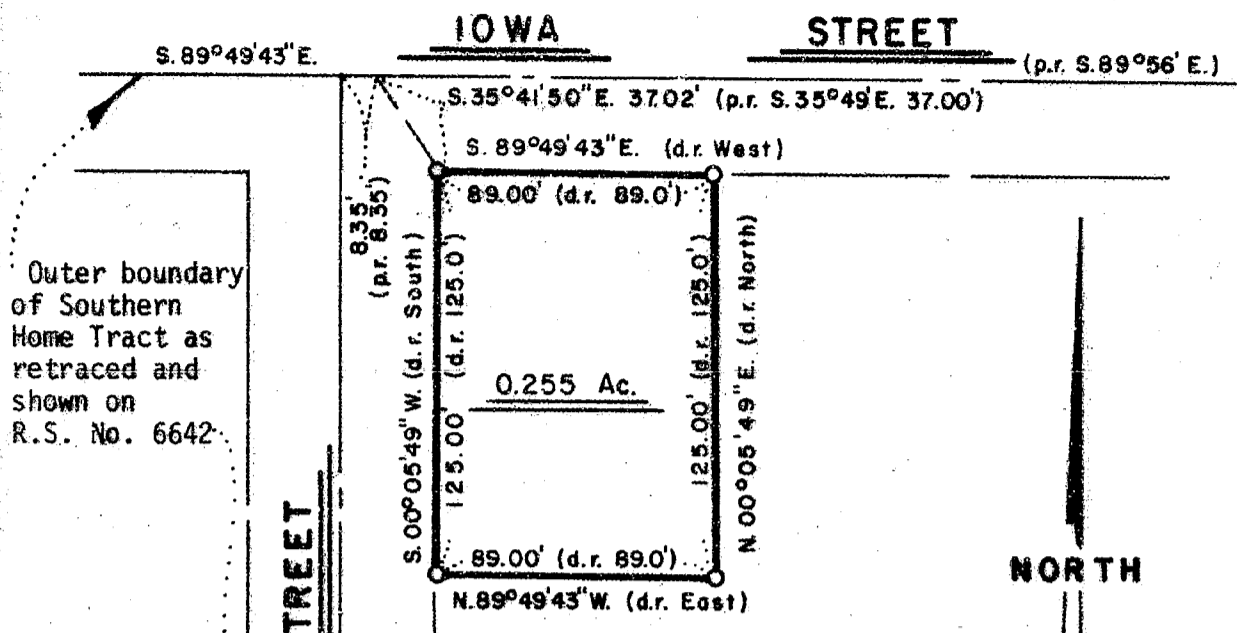 IOWA STREET
S. 89°49'43"E.
(p.r. S.89°56' E.)
S.35°41'50"E. 37.02' (p.r. S.35°49'E. 37.00')
S. 89°49'43"E. (d.r. West)
89.00' (d.r. 89.0')
8.35'
(p.r. 8.35')
S.00°05'49"W. (d.r. South)
125.00' (d.r. 125.0')
125.00' (d.r. 125.0')
N.00°05'49"E. (d.r. North)
Outer boundary
of Southern
Home Tract as
retraced and
shown on
R.S. No. 6642
0.255 Ac.
89.00' (d.r. 89.0')
N.89°49'43"W. (d.r. East)
TREET
NORTH